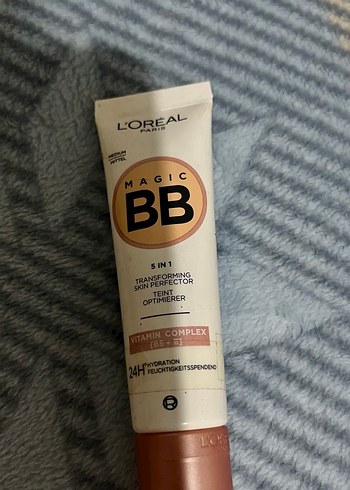 L'ORÉAL
PARIS
MEDIUM
MITTEL
MAGIC
BB
5 IN 1
TRANSFORMING
SKIN PERFECTOR
TEINT
OPTIMIERER
VITAMIN COMPLEX
24H HYDRATION
FEUCHTIGKEITSSPENDEND